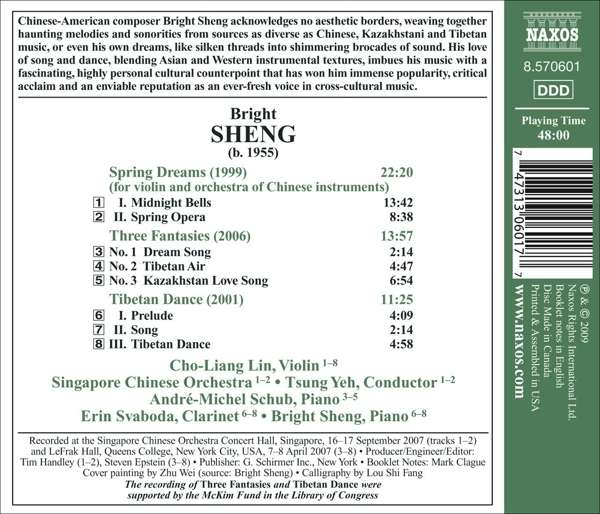 Chinese-American composer Bright Sheng acknowledges no aesthetic borders, weaving together
haunting melodies and sonorities from sources as diverse as Chinese, Kazakhstani and Tibetan
music, or even his own dreams, like silken threads into shimmering brocades of sound. His love
of song and dance, blending Asian and Western instrumental textures, imbues his music with a
fascinating, highly personal cultural counterpoint that has won him immense popularity, critical
acclaim and an enviable reputation as an ever-fresh voice in cross-cultural music.
Bright
SHENG
(b. 1955)
Spring Dreams (1999) 22:20
(for violin and orchestra of Chinese instruments)
1 I. Midnight Bells 13:42
2 II. Spring Opera 8:38
Three Fantasies (2006) 13:57
3 No. 1 Dream Song 2:14
4 No. 2 Tibetan Air 4:47
5 No. 3 Kazakhstan Love Song 6:54
Tibetan Dance (2001) 11:25
6 I. Prelude 4:09
7 II. Song 2:14
8 III. Tibetan Dance 4:58
Cho-Liang Lin, Violin 1–8
Singapore Chinese Orchestra 1–2 • Tsung Yeh, Conductor 1–2
André-Michel Schub, Piano 3–5
Erin Svaboda, Clarinet 6–8 • Bright Sheng, Piano 6–8
Recorded at the Singapore Chinese Orchestra Concert Hall, Singapore, 16–17 September 2007 (tracks 1–2)
and LeFrak Hall, Queens College, New York City, USA, 7–8 April 2007 (3–8) • Producer/Engineer/Editor:
Tim Handley (1–2), Steven Epstein (3–8) • Publisher: G. Schirmer Inc., New York • Booklet Notes: Mark Clague
Cover painting by Zhu Wei (source: Bright Sheng) • Calligraphy by Lou Shi Fang
The recording of Three Fantasies and Tibetan Dance were
supported by the McKim Fund in the Library of Congress
NAXOS
8.570601
DDD
Playing Time
48:00
7 47313 06017 7
℗ & © 2009
Naxos Rights International Ltd.
Booklet notes in English
Disc Made in Canada
Printed & Assembled in USA
www.naxos.com